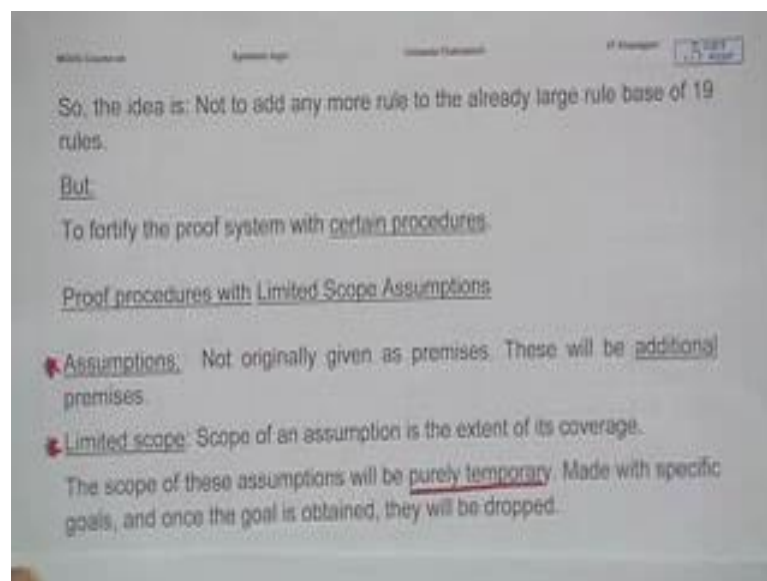 So, the idea is: Not to add any more rule to the already large rule base of 19
rules.
But:
To fortify the proof system with certain procedures.
Proof procedures with Limited Scope Assumptions
Assumptions: Not originally given as premises. These will be additional
premises.
Limited scope: Scope of an assumption is the extent of its coverage.
The scope of these assumptions will be purely temporary. Made with specific
goals, and once the goal is obtained, they will be dropped.